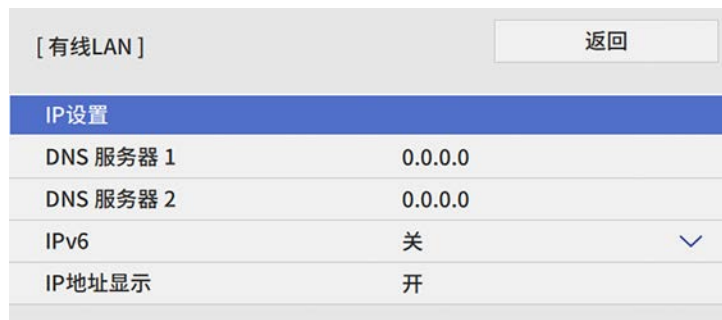 [ 有线LAN ] 返回
IP设置
DNS 服务器 1 0.0.0.0
DNS 服务器 2 0.0.0.0
IPv6 关
IP地址显示 开